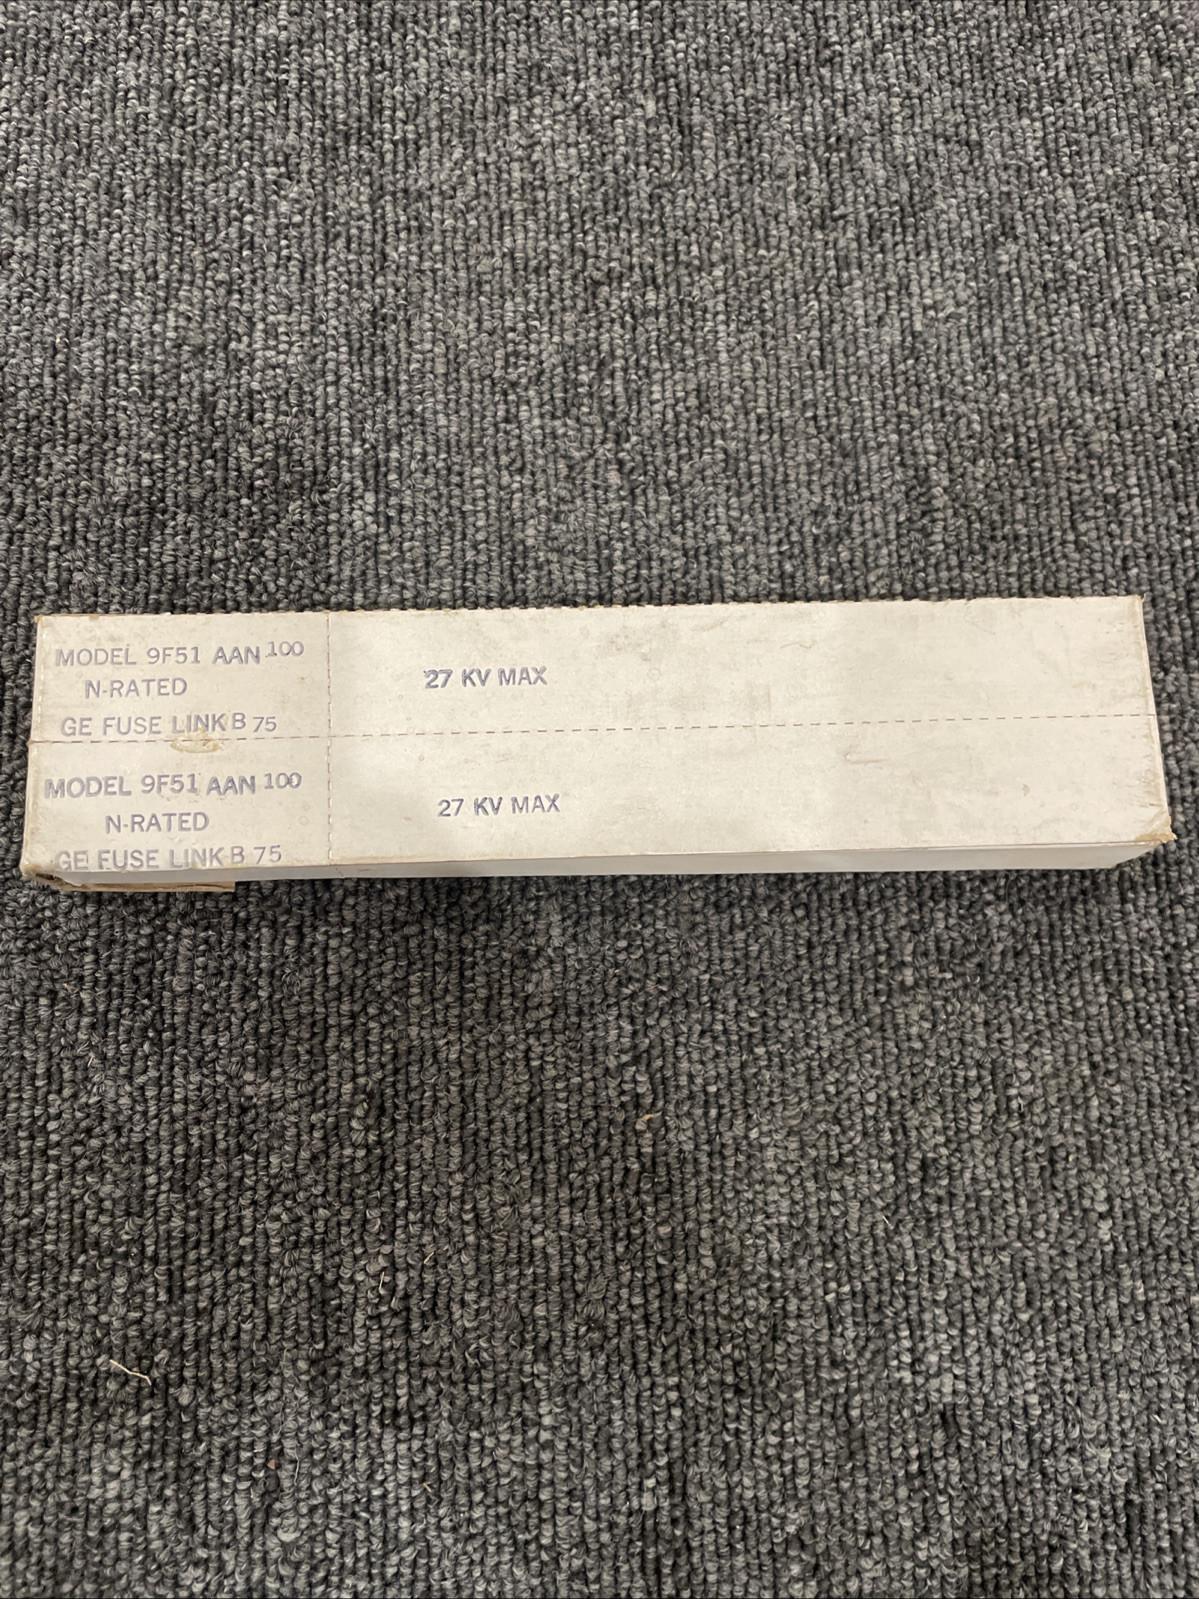 MODEL 9F51 AAN 100
N-RATED
GE FUSE LINK B 75
27 KV MAX
MODEL 9F51 AAN 100
N-RATED
GE FUSE LINK B 75
27 KV MAX